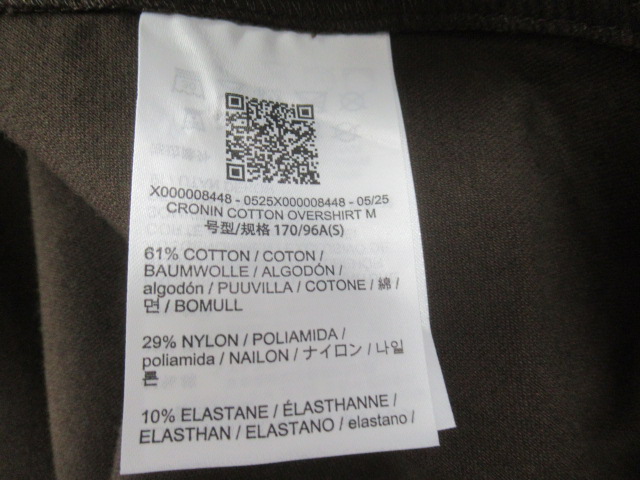 X000008448 - 0525X000008448 - 05/25
CRONIN COTTON OVERSHIRT M
号型/规格 170/96A(S)
61% COTTON / COTON /
BAUMWOLLE / ALGODÓN /
algodón / PUUVILLA / COTONE / 綿 /
면 / BOMULL
29% NYLON / POLIAMIDA /
poliamida / NAILON / ナイロン / 나일
론
10% ELASTANE / ÉLASTHANNE /
ELASTHAN / ELASTANO / elastano /